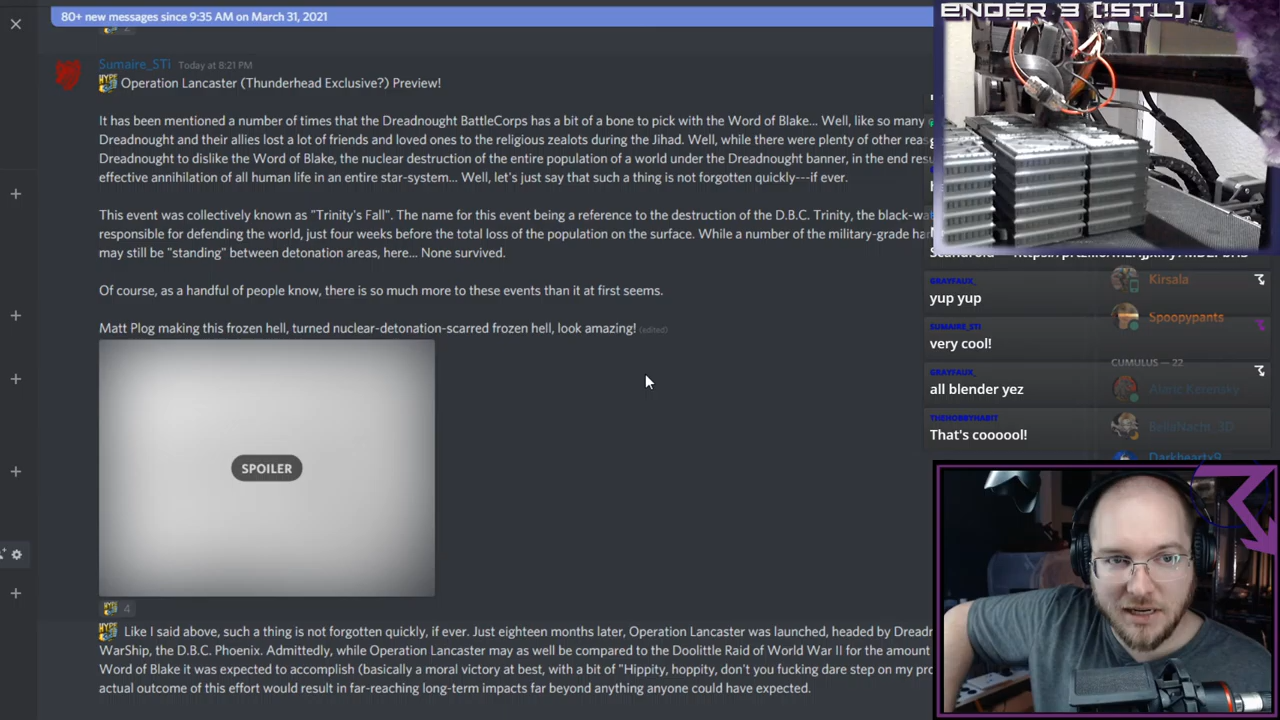 80+ new messages since 9:35 AM on March 31, 2021
ENDER 3 [!STL]
2
Sumaire_STi Today at 8:21 PM
Operation Lancaster (Thunderhead Exclusive?) Preview!
It has been mentioned a number of times that the Dreadnought BattleCorps has a bit of a bone to pick with the Word of Blake... Well, like so many
Dreadnought and their allies lost a lot of friends and loved ones to the religious zealots during the Jihad. Well, while there were plenty of other reas
Dreadnought to dislike the Word of Blake, the nuclear destruction of the entire population of a world under the Dreadnought banner, in the end resu
effective annihilation of all human life in an entire star-system... Well, let's just say that such a thing is not forgotten quickly---if ever.
This event was collectively known as "Trinity's Fall". The name for this event being a reference to the destruction of the D.B.C. Trinity, the black-wa
responsible for defending the world, just four weeks before the total loss of the population on the surface. While a number of the military-grade ha
may still be "standing" between detonation areas, here... None survived.
Of course, as a handful of people know, there is so much more to these events than it at first seems.
Matt Plog making this frozen hell, turned nuclear-detonation-scarred frozen hell, look amazing! (edited)
SPOILER
4
Like I said above, such a thing is not forgotten quickly, if ever. Just eighteen months later, Operation Lancaster was launched, headed by Dreadn
WarShip, the D.B.C. Phoenix. Admittedly, while Operation Lancaster may as well be compared to the Doolittle Raid of World War II for the amount
Word of Blake it was expected to accomplish (basically a moral victory at best, with a bit of "Hippity, hoppity, don't you fucking dare step on my pro
actual outcome of this effort would result in far-reaching long-term impacts far beyond anything anyone could have expected.
GRAYFAUX_
yup yup
SUMAIRE_STI
very cool!
GRAYFAUX_
all blender yez
THEHOBBYHABIT
That's coooool!
Kirsala
Spoopypants
CUMULUS — 22
Alaric Kerensky
BellaNacht_3D
Darkhearty9